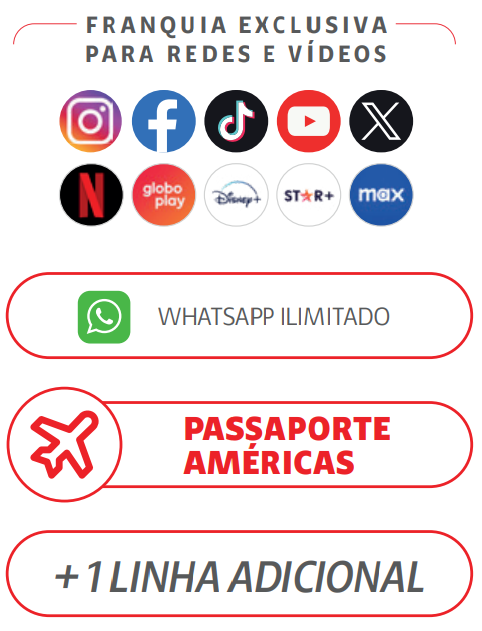 FRANQUIA EXCLUSIVA
PARA REDES E VÍDEOS
globo
play
Disney+
ST★R+
max
WHATSAPP ILIMITADO
PASSAPORTE
AMÉRICAS
+ 1 LINHA ADICIONAL